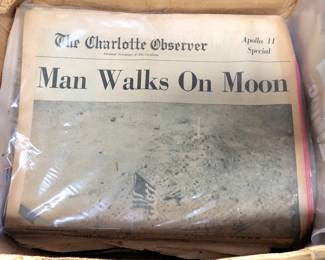 The Charlotte Observer
Apollo 11
Special
Man Walks On Moon